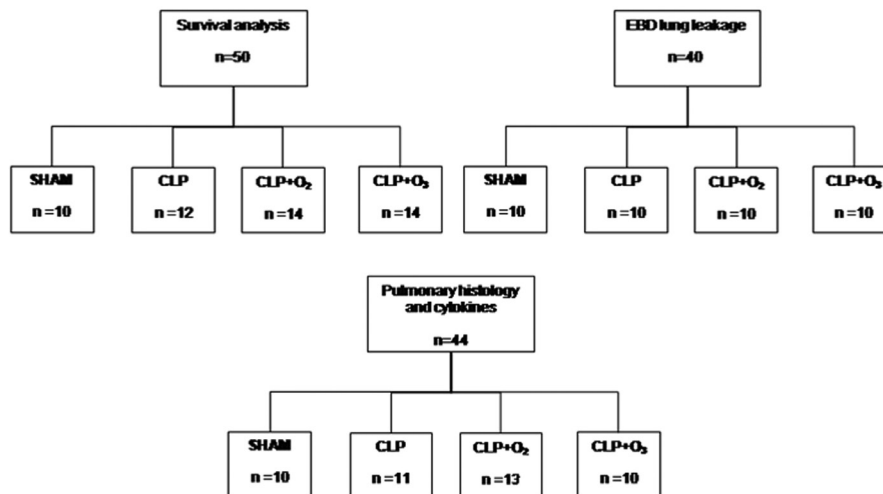 Survival analysis
n=50
SHAM
n =10
CLP
n =12
CLP+O₂
n =14
CLP+O₃
n =14
EBD lung leakage
n=40
SHAM
n =10
CLP
n =10
CLP+O₂
n =10
CLP+O₃
n =10
Pulmonary histology
and cytokines
n=44
SHAM
n =10
CLP
n =11
CLP+O₂
n =13
CLP+O₃
n =10